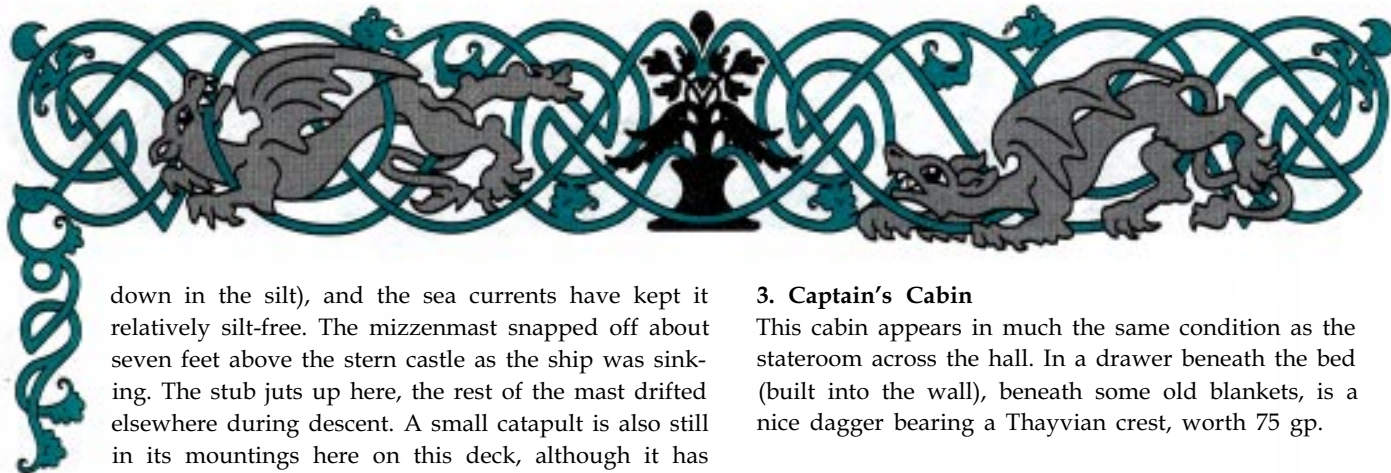 down in the silt), and the sea currents have kept it
relatively silt-free. The mizzenmast snapped off about
seven feet above the stern castle as the ship was sink-
ing. The stub juts up here, the rest of the mast drifted
elsewhere during descent. A small catapult is also still
in its mountings here on this deck, although it has
3. Captain's Cabin
This cabin appears in much the same condition as the
stateroom across the hall. In a drawer beneath the bed
(built into the wall), beneath some old blankets, is a
nice dagger bearing a Thayvian crest, worth 75 gp.